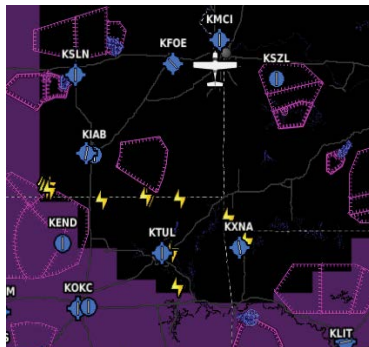 KMCI
KFOE
KSLN
KSZL
KIAB
KEND
KTUL
KXNA
KOKC
M
S
KLIT